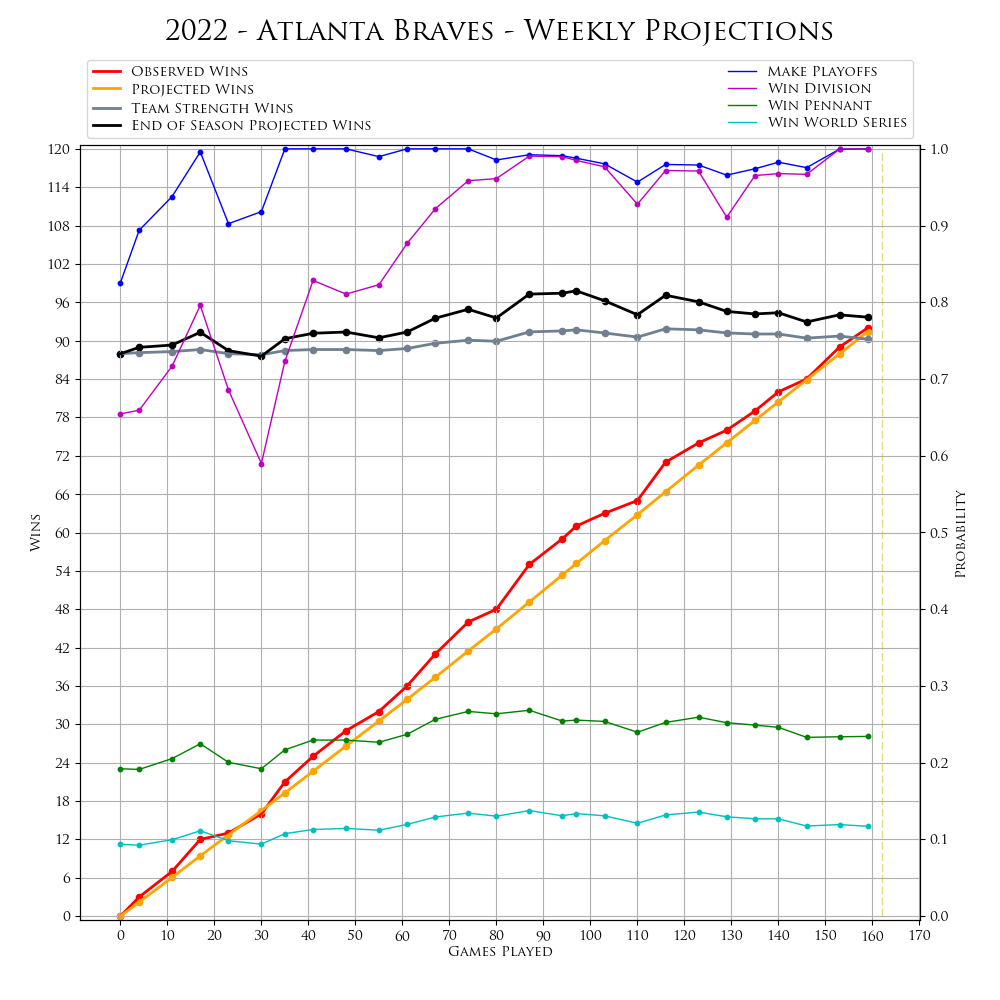 2022 - Atlanta Braves - Weekly Projections
Observed Wins
Projected Wins
Team Strength Wins
End of Season Projected Wins
Make Playoffs
Win Division
Win Pennant
Win World Series
120
114
108
102
96
90
84
78
72
66
60
54
48
42
36
30
24
18
12
6
0
Wins
1.0
0.9
0.8
0.7
0.6
0.5
0.4
0.3
0.2
0.1
0.0
Probability
0 10 20 30 40 50 60 70 80 90 100 110 120 130 140 150 160 170
Games Played